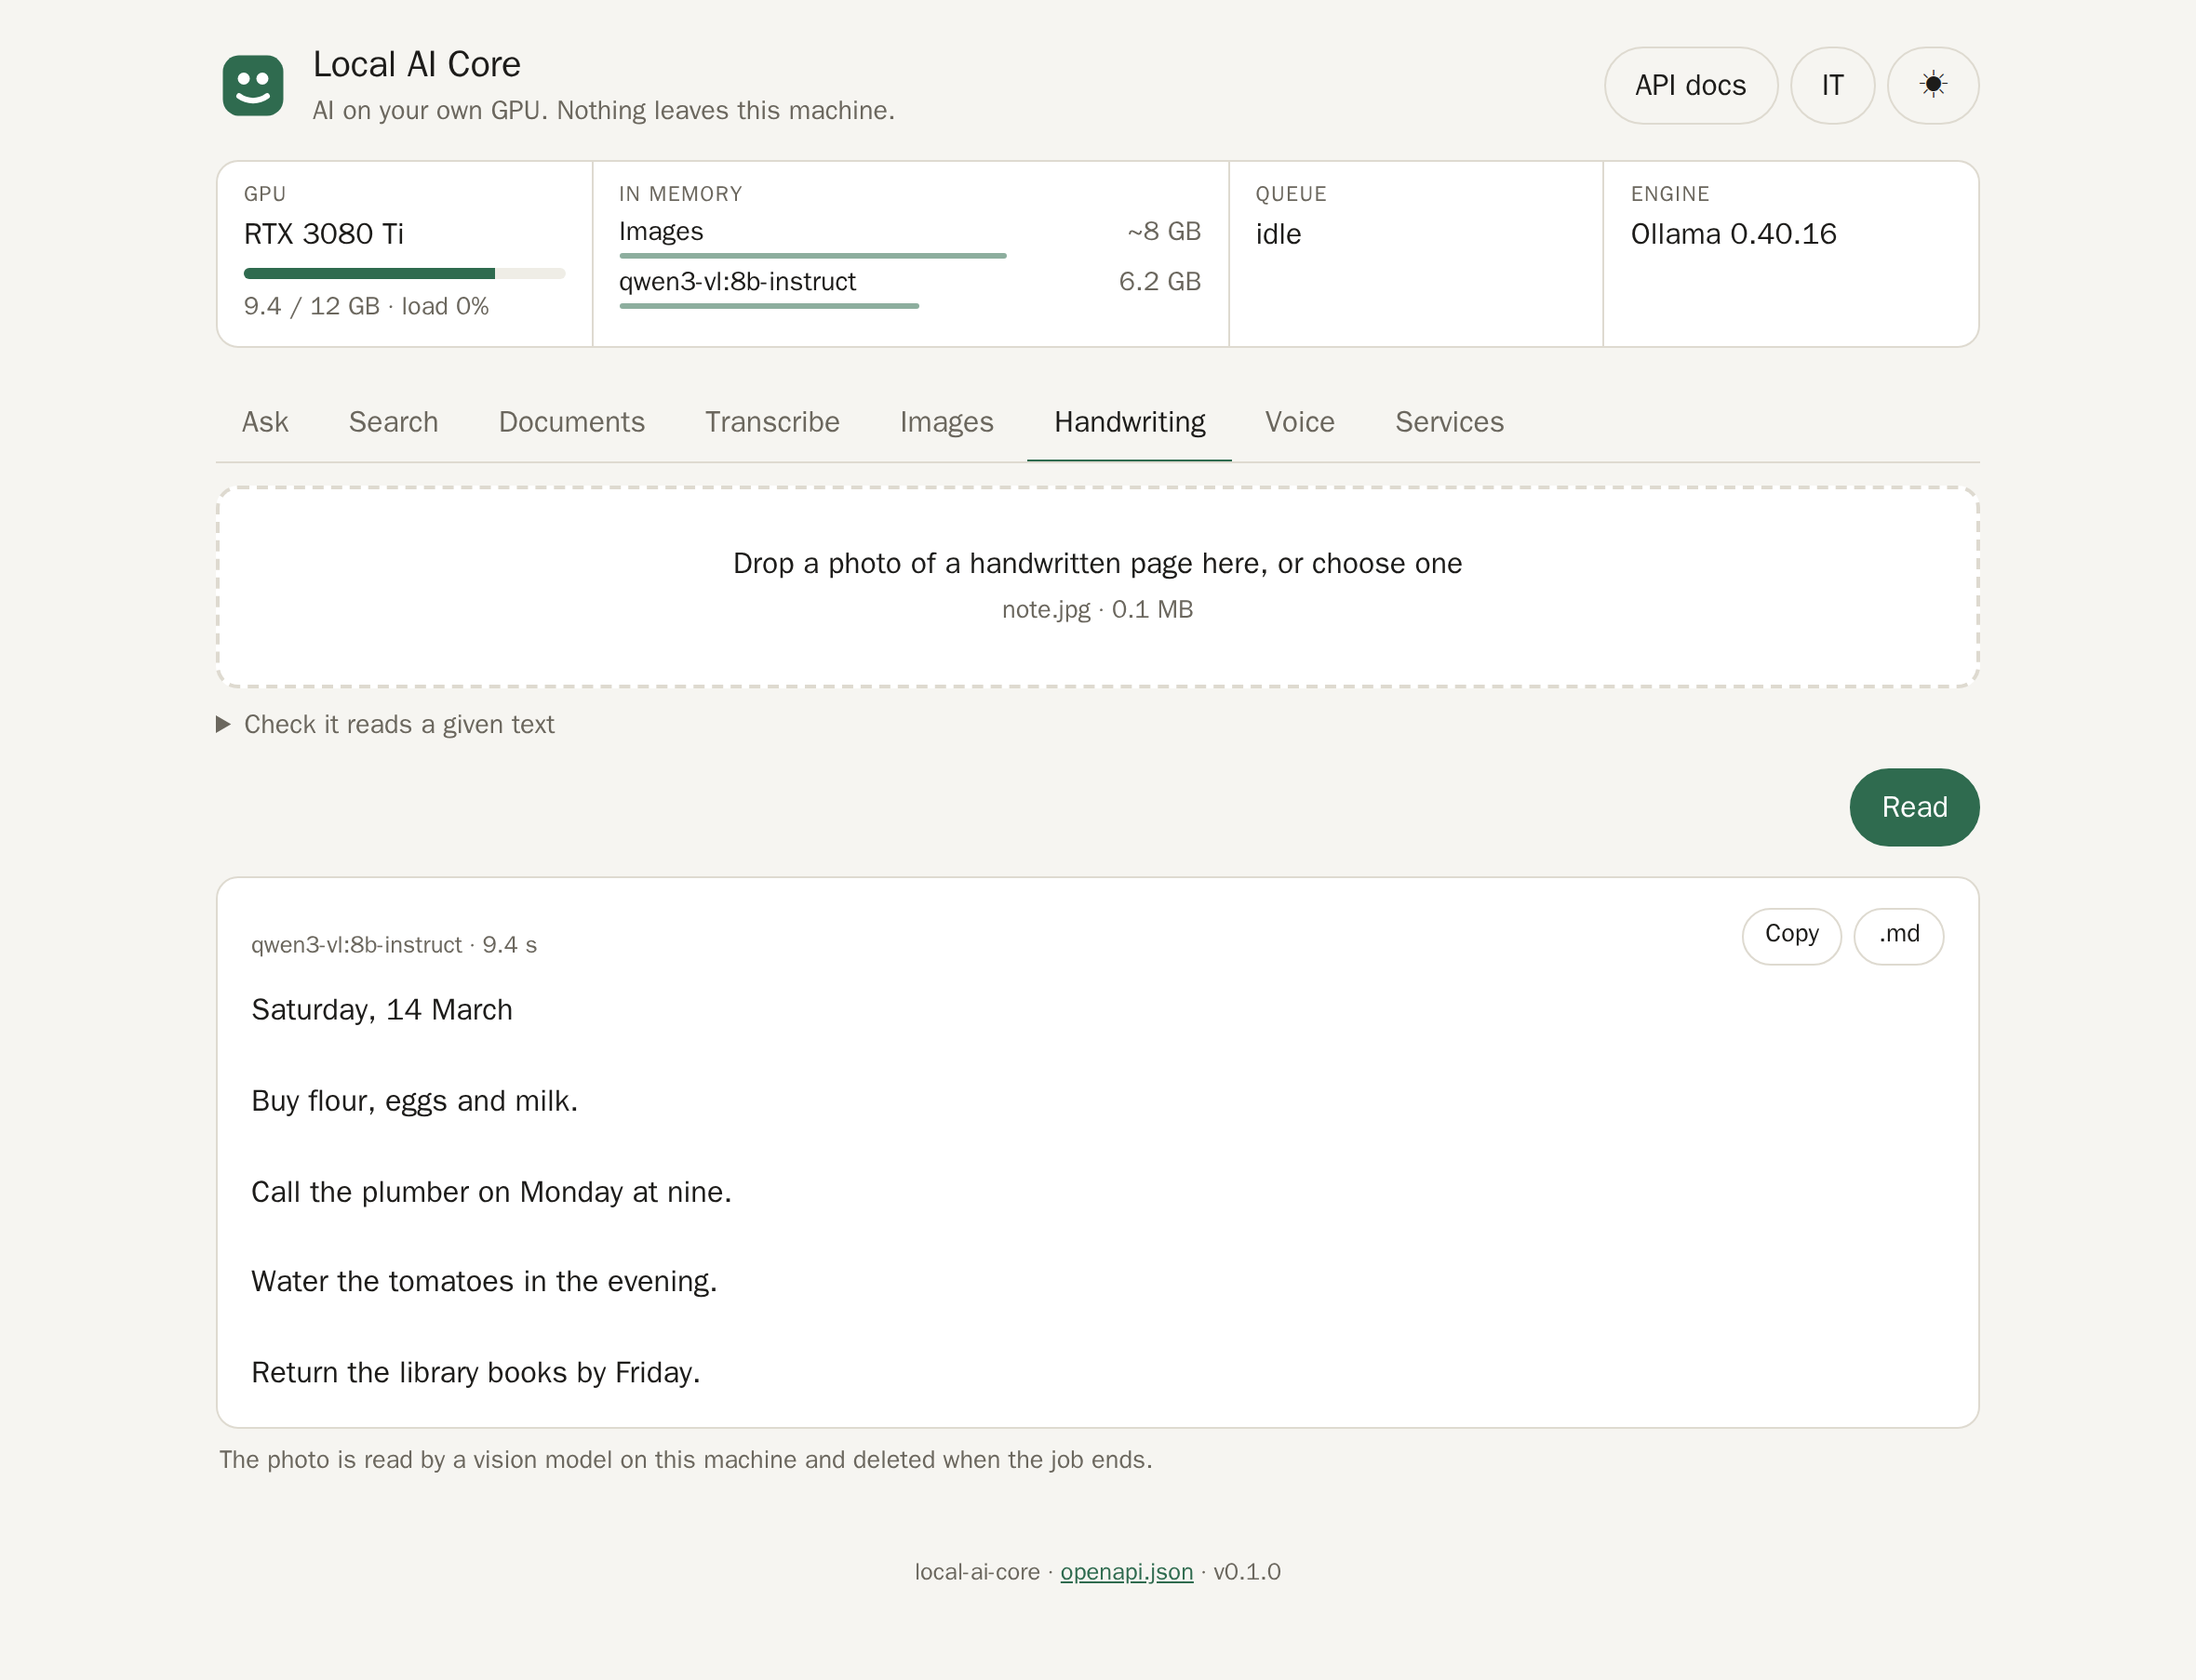 Local AI Core
AI on your own GPU. Nothing leaves this machine.
API docs
IT
GPU
RTX 3080 Ti
9.4 / 12 GB · load 0%
IN MEMORY
Images ~8 GB
qwen3-vl:8b-instruct 6.2 GB
QUEUE
idle
ENGINE
Ollama 0.40.16
Ask Search Documents Transcribe Images Handwriting Voice Services
Drop a photo of a handwritten page here, or choose one
note.jpg · 0.1 MB
Check it reads a given text
Read
qwen3-vl:8b-instruct · 9.4 s
Copy .md
Saturday, 14 March
Buy flour, eggs and milk.
Call the plumber on Monday at nine.
Water the tomatoes in the evening.
Return the library books by Friday.
The photo is read by a vision model on this machine and deleted when the job ends.
local-ai-core · openapi.json · v0.1.0